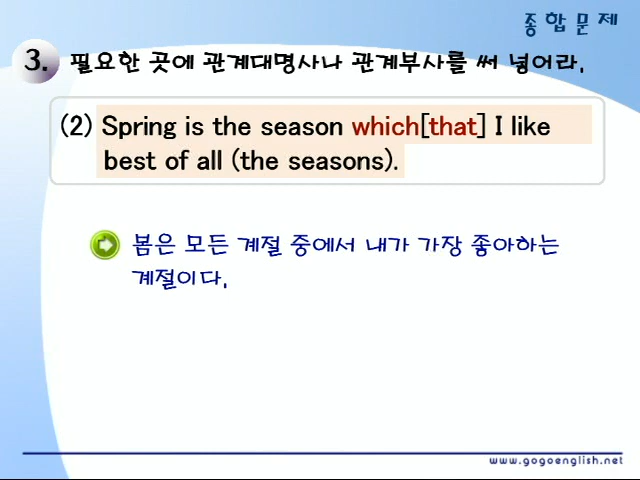 종합문제
3. 필요한 곳에 관계대명사나 관계부사를 써 넣어라.
(2) Spring is the season which[that] I like
best of all (the seasons).
봄은 모든 계절 중에서 내가 가장 좋아하는
계절이다.
www.gogoenglish.net